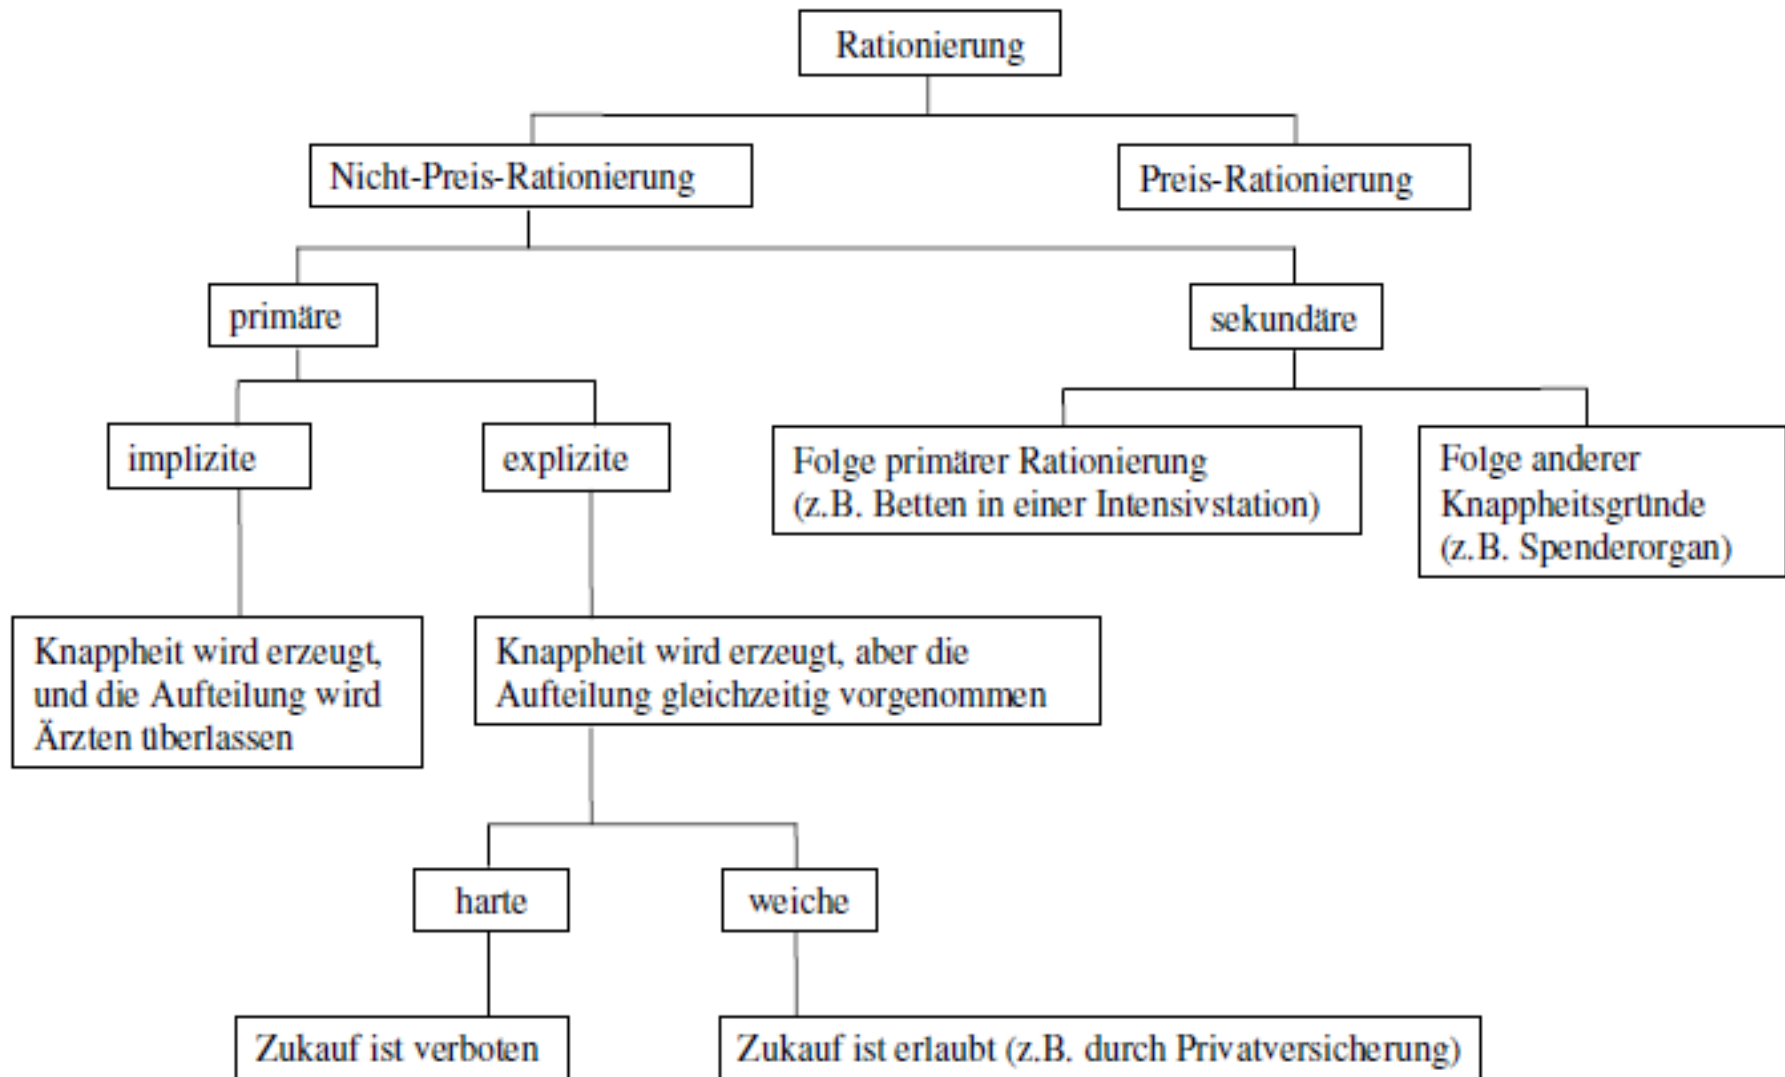 Rationierung
Nicht-Preis-Rationierung
Preis-Rationierung
primäre
sekundäre
implizite
explizite
Folge primärer Rationierung
(z.B. Betten in einer Intensivstation)
Folge anderer
Knappheitsgründe
(z.B. Spenderorgan)
Knappheit wird erzeugt,
und die Aufteilung wird
Ärzten überlassen
Knappheit wird erzeugt, aber die
Aufteilung gleichzeitig vorgenommen
harte
weiche
Zukauf ist verboten
Zukauf ist erlaubt (z.B. durch Privatversicherung)